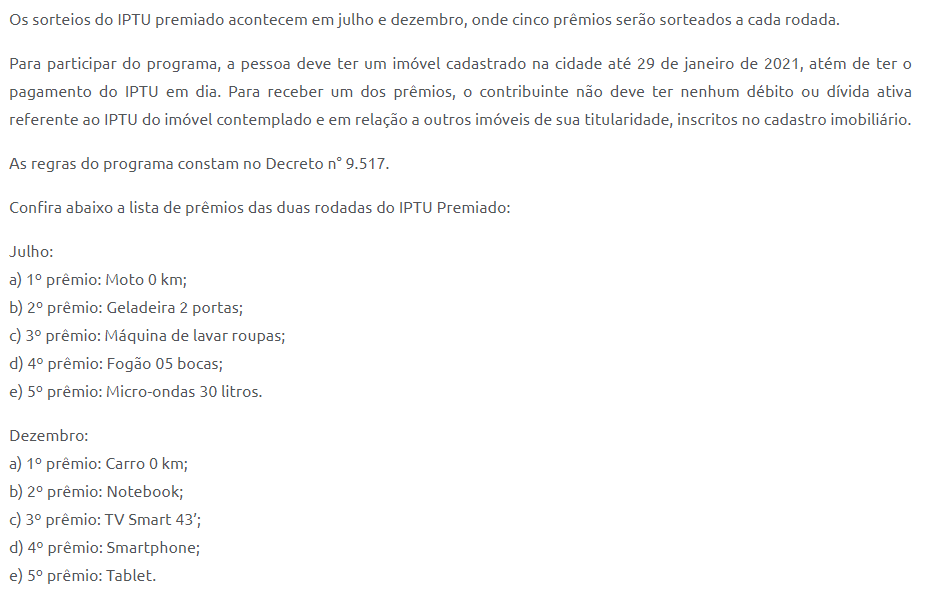 Os sorteios do IPTU premiado acontecem em julho e dezembro, onde cinco prêmios serão sorteados a cada rodada.
Para participar do programa, a pessoa deve ter um imóvel cadastrado na cidade até 29 de janeiro de 2021, atém de ter o
pagamento do IPTU em dia. Para receber um dos prêmios, o contribuinte não deve ter nenhum débito ou dívida ativa
referente ao IPTU do imóvel contemplado e em relação a outros imóveis de sua titularidade, inscritos no cadastro imobiliário.
As regras do programa constam no Decreto n° 9.517.
Confira abaixo a lista de prêmios das duas rodadas do IPTU Premiado:
Julho:
a) 1º prêmio: Moto 0 km;
b) 2º prêmio: Geladeira 2 portas;
c) 3º prêmio: Máquina de lavar roupas;
d) 4º prêmio: Fogão 05 bocas;
e) 5º prêmio: Micro-ondas 30 litros.
Dezembro:
a) 1º prêmio: Carro 0 km;
b) 2º prêmio: Notebook;
c) 3º prêmio: TV Smart 43’;
d) 4º prêmio: Smartphone;
e) 5º prêmio: Tablet.